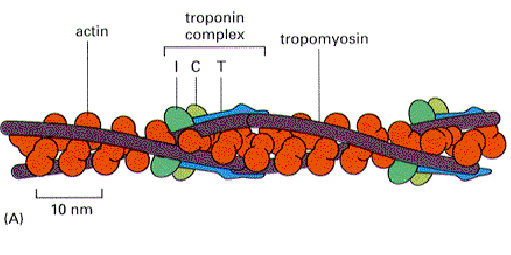 troponin
complex
actin
tropomyosin
I C T
10 nm
(A)